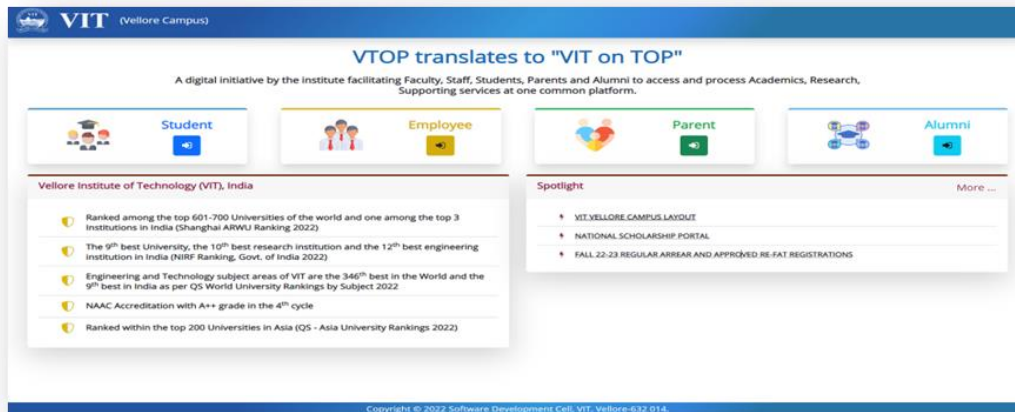 VIT (Vellore Campus)
VTOP translates to "VIT on TOP"
A digital initiative by the institute facilitating Faculty, Staff, Students, Parents and Alumni to access and process Academics, Research,
Supporting services at one common platform.
Student
Employee
Parent
Alumni
Vellore Institute of Technology (VIT), India
Ranked among the top 601-700 Universities of the world and one among the top 3
Institutions in India (Shanghai ARWU Ranking 2022)
The 9th best University, the 10th best research institution and the 12th best engineering
institution in India (NIRF Ranking, Govt. of India 2022)
Engineering and Technology subject areas of VIT are the 346th best in the World and the
9th best in India as per QS World University Rankings by Subject 2022
NAAC Accreditation with A++ grade in the 4th cycle
Ranked within the top 200 Universities in Asia (QS - Asia University Rankings 2022)
Spotlight
More ...
VIT VELLORE CAMPUS LAYOUT
NATIONAL SCHOLARSHIP PORTAL
FALL 22-23 REGULAR ARREAR AND APPROVED RE-FAT REGISTRATIONS
Copyright © 2022 Software Development Cell, VIT, Vellore-632 014.